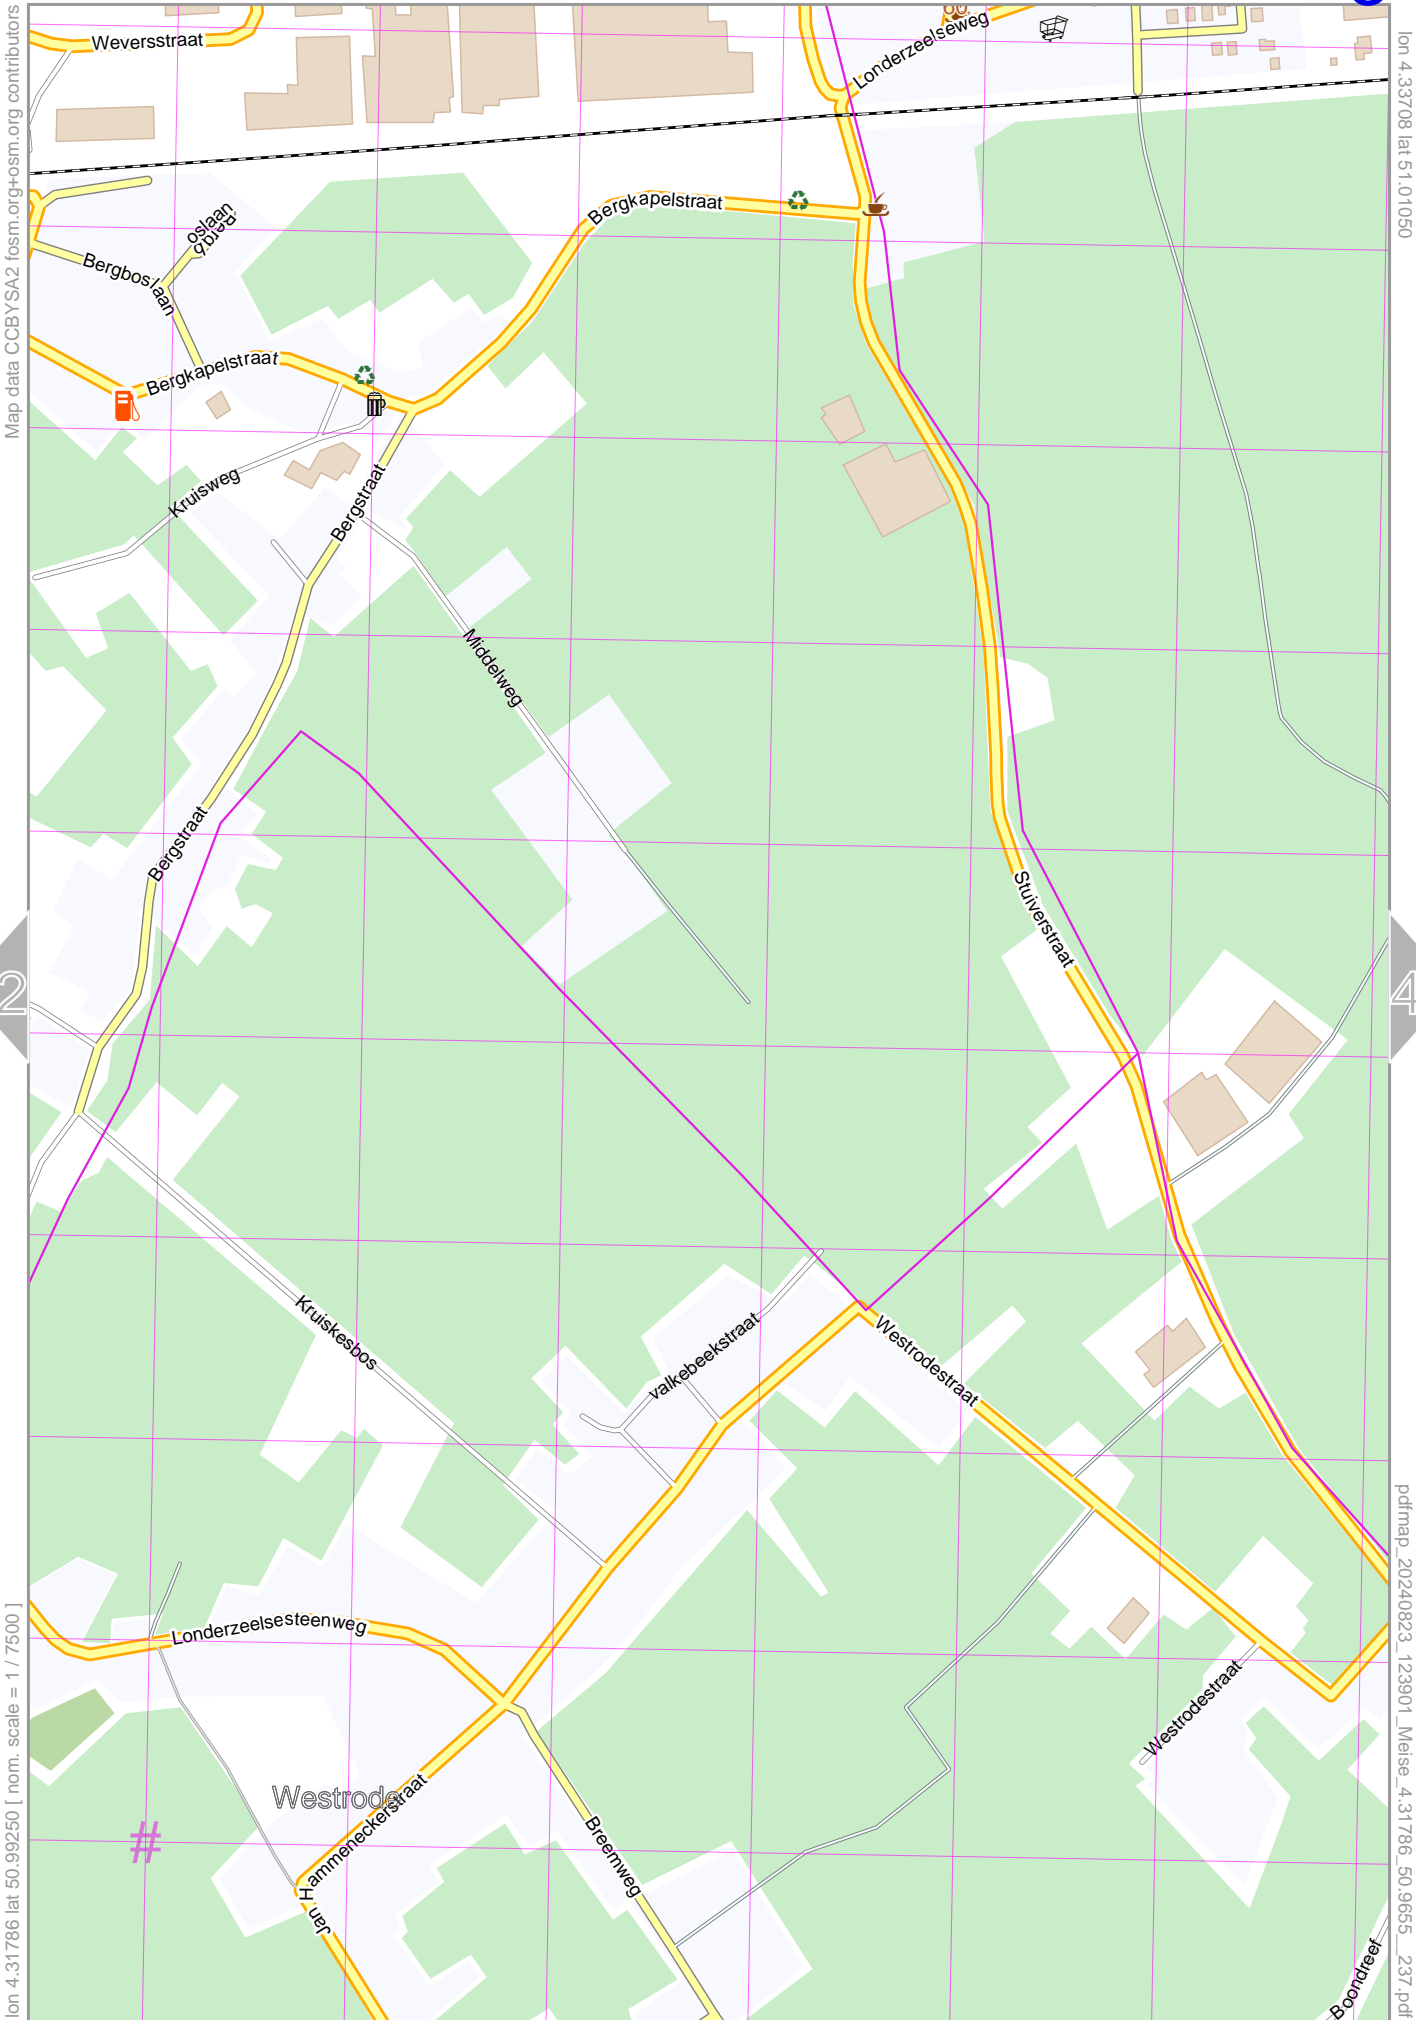 Map data CCBYSA2 fosm.org+osm.org contributors
lon 4.33708 lat 51.01050
Weversstraat
Londerzeelseweg
Bergkapelstraat
Bergboslaan
Bergboslaan
Bergkapelstraat
Kruisweg
Bergstraat
Middelweg
Bergstraat
Stuiverstraat
2
4
Kruiskesbos
valkebeekstraat
Westrodestraat
Londerzeelsesteenweg
Westrodestraat
Westrode
Jan Hammeneckerstraat
Breemweg
#
Boondreef
lon 4.31786 lat 50.99250 [ nom. scale = 1 / 7500 ]
pdfmap_20240823_123901_Meise_4.31786_50.9655__237.pdf